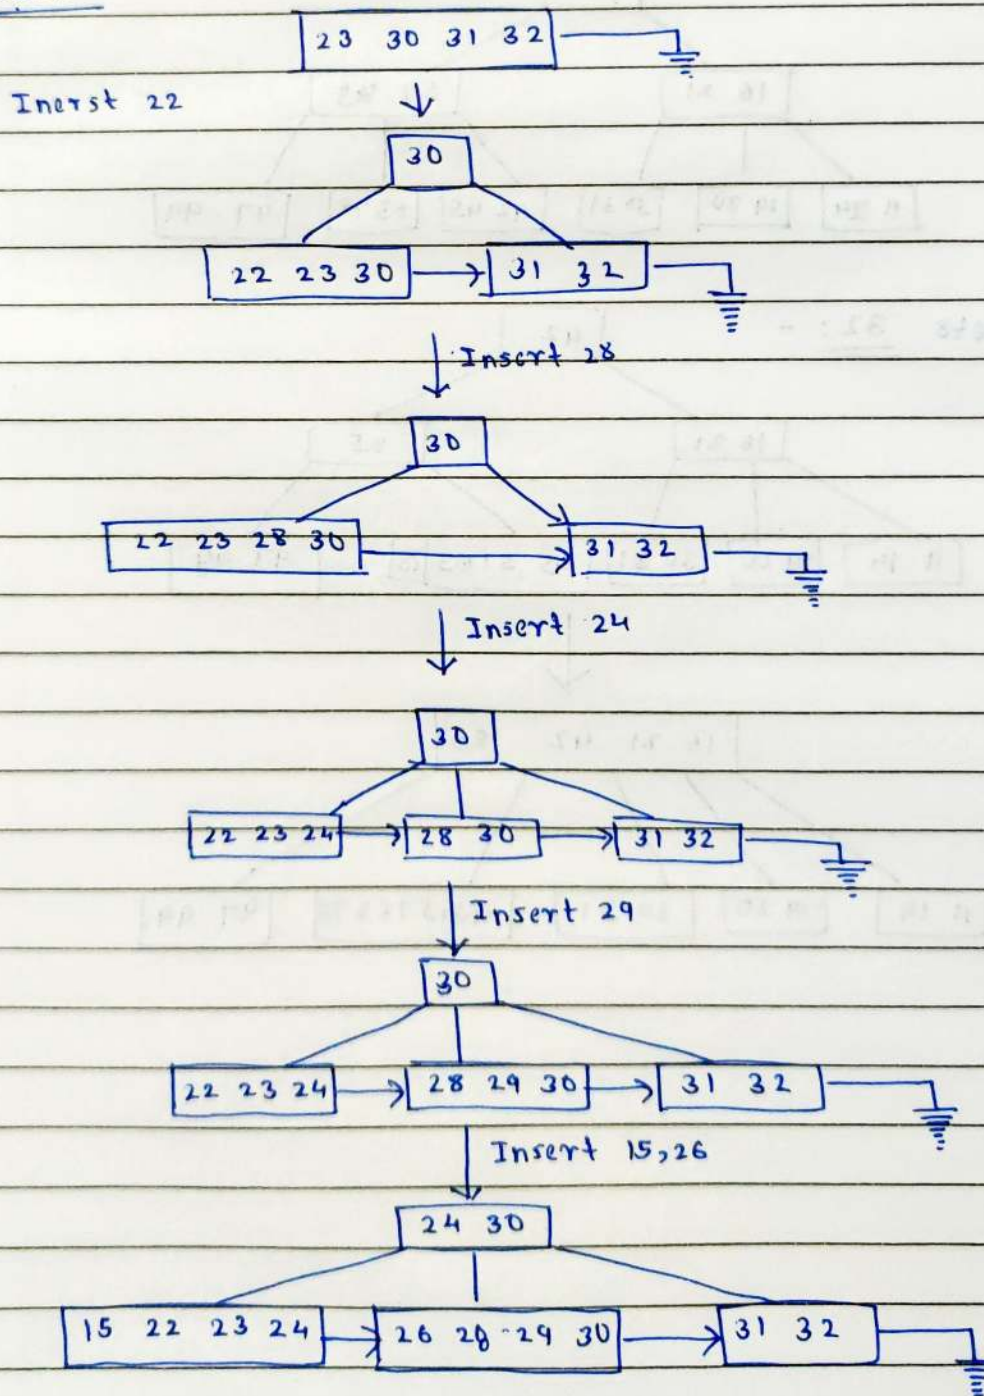 23 30 31 32
Inerst 22
30
22 23 30 31 32
Insert 28
30
22 23 28 30 31 32
Insert 24
30
22 23 24 28 30 31 32
Insert 29
30
22 23 24 28 29 30 31 32
Insert 15,26
24 30
15 22 23 24 26 28 29 30 31 32